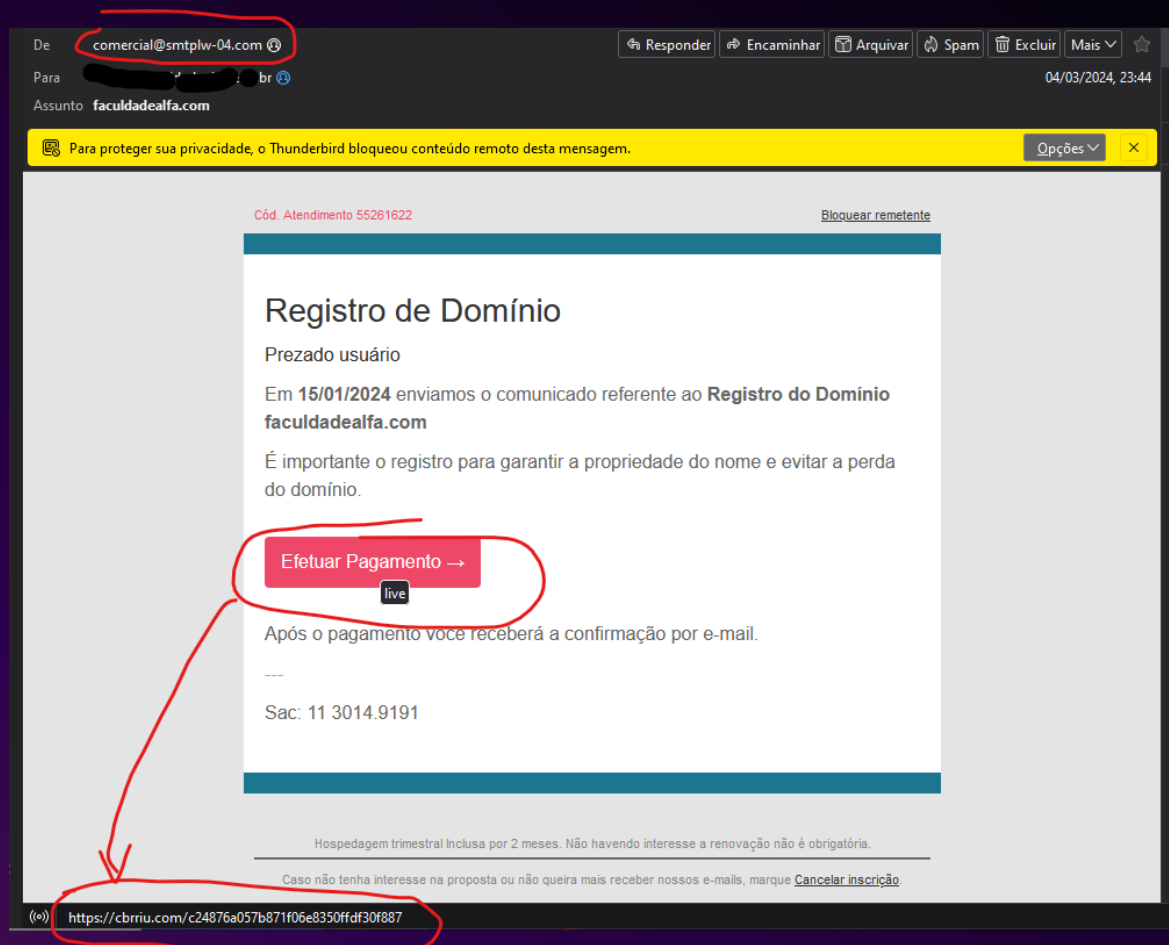 De comercial@smtplw-04.com Responder Encaminhar Arquivar Spam Excluir Mais
Para br 04/03/2024, 23:44
Assunto faculdadealfa.com
Para proteger sua privacidade, o Thunderbird bloqueou conteúdo remoto desta mensagem. Opções
Cód. Atendimento 55261622 Bloquear remetente
Registro de Domínio
Prezado usuário
Em 15/01/2024 enviamos o comunicado referente ao Registro do Domínio
faculdadealfa.com
É importante o registro para garantir a propriedade do nome e evitar a perda
do domínio.
Efetuar Pagamento →
live
Após o pagamento você receberá a confirmação por e-mail.
---
Sac: 11 3014.9191
Hospedagem trimestral Inclusa por 2 meses. Não havendo interesse a renovação não é obrigatória.
Caso não tenha interesse na proposta ou não queira mais receber nossos e-mails, marque Cancelar inscrição.
https://cbrriu.com/c24876a057b871f06e8350ffdf30f887